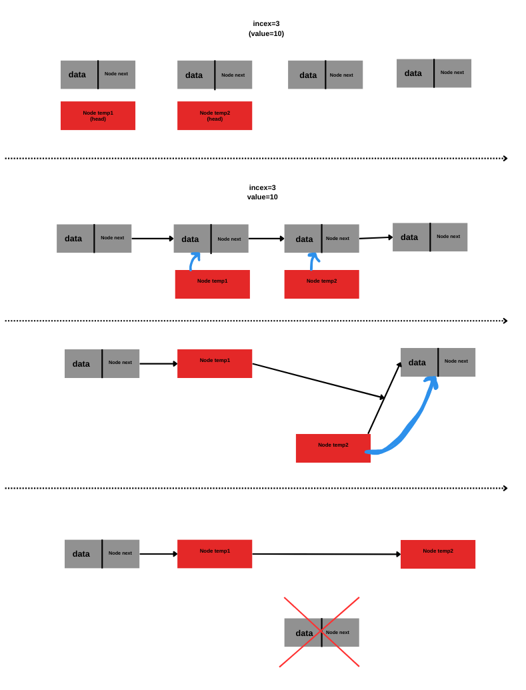 incex=3
(value=10)
data Node next
data Node next
data Node next
data Node next
Node temp1
(head)
Node temp2
(head)
incex=3
value=10
data Node next
data Node next
data Node next
data Node next
Node temp1
Node temp2
data Node next
Node temp1
data Node next
Node temp2
data Node next
Node temp1
Node temp2
data Node next